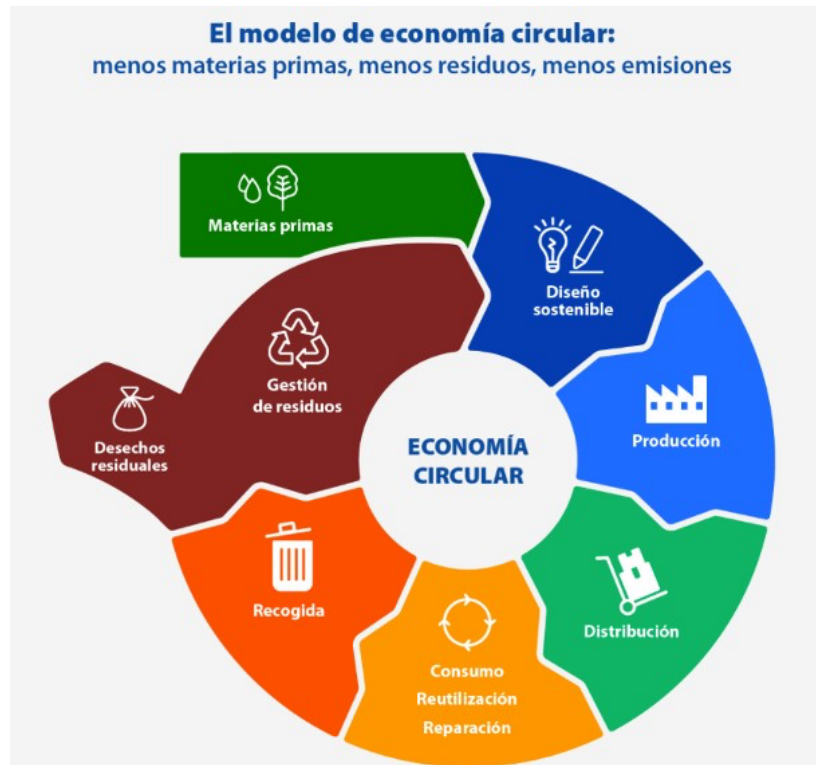 El modelo de economía circular:
menos materias primas, menos residuos, menos emisiones
Materias primas
Diseño
sostenible
Producción
Distribución
Consumo
Reutilización
Reparación
Recogida
Gestión
de residuos
Desechos
residuales
ECONOMÍA
CIRCULAR